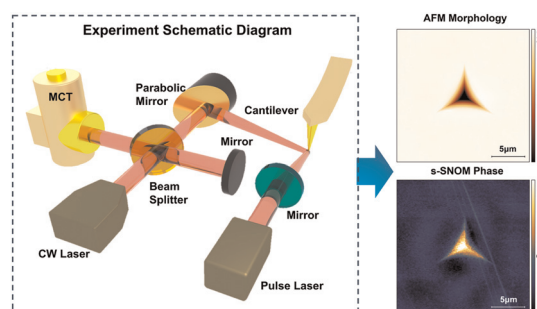 Experiment Schematic Diagram
MCT
Parabolic
Mirror
Cantilever
Mirror
Beam
Splitter
Mirror
CW Laser
Pulse Laser
AFM Morphology
5μm
s-SNOM Phase
5μm